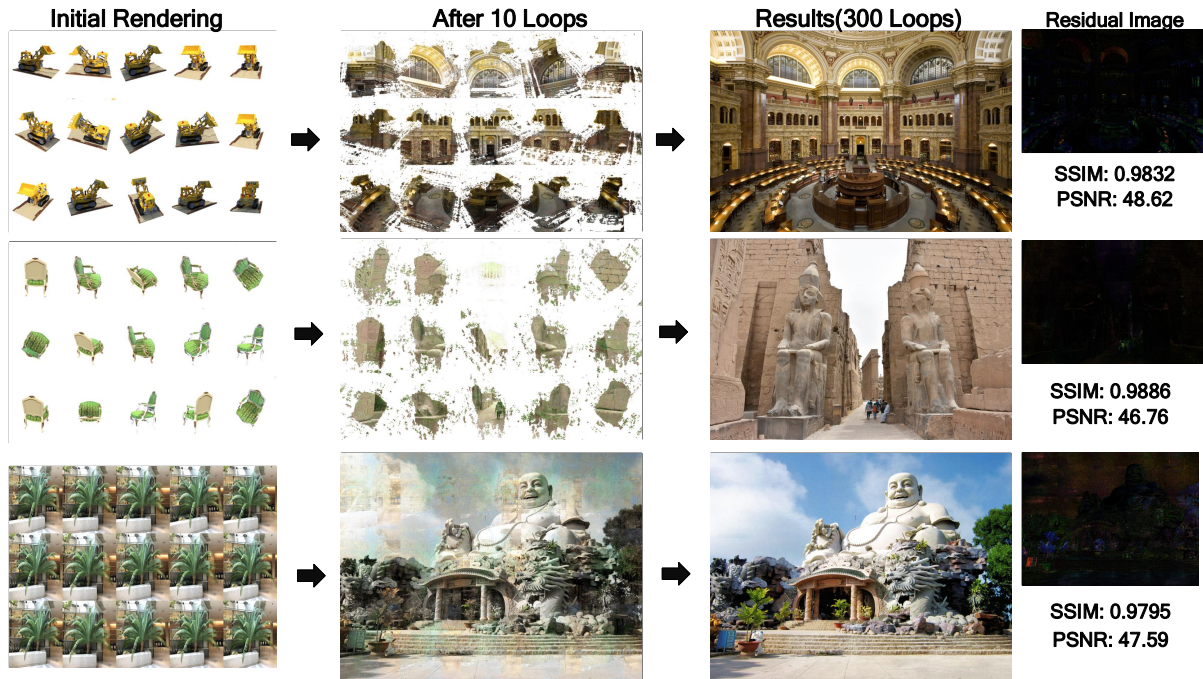 Initial Rendering
After 10 Loops
Results(300 Loops)
Residual Image
SSIM: 0.9832
PSNR: 48.62
SSIM: 0.9886
PSNR: 46.76
SSIM: 0.9795
PSNR: 47.59